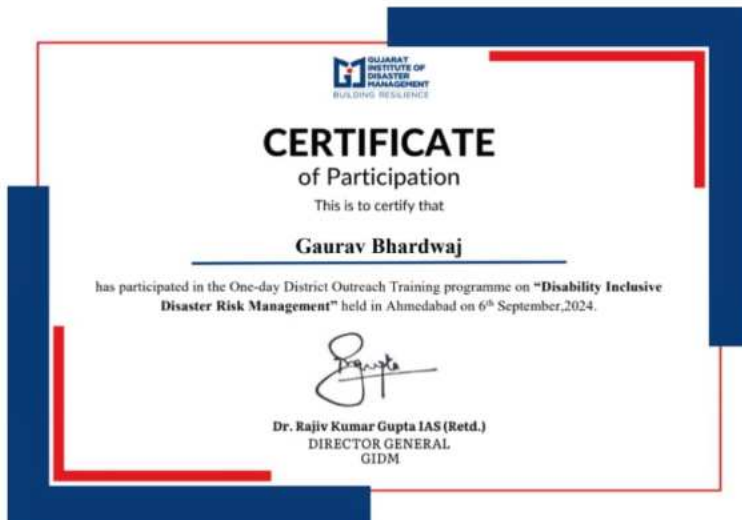 GUJARAT
INSTITUTE OF
DISASTER
MANAGEMENT
BUILDING RESILIENCE
CERTIFICATE
of Participation
This is to certify that
Gaurav Bhardwaj
has participated in the One-day District Outreach Training programme on “Disability Inclusive
Disaster Risk Management” held in Ahmedabad on 6th September,2024.
Dr. Rajiv Kumar Gupta IAS (Retd.)
DIRECTOR GENERAL
GIDM